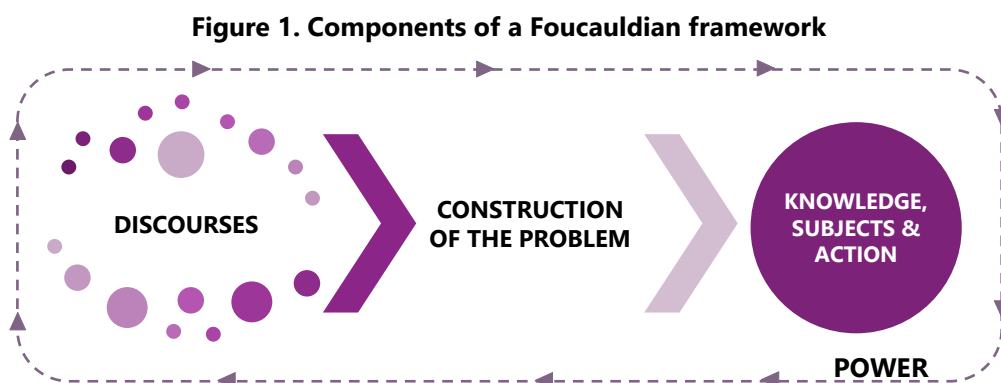 Figure 1. Components of a Foucauldian framework
DISCOURSES
CONSTRUCTION
OF THE PROBLEM
KNOWLEDGE,
SUBJECTS &
ACTION
POWER